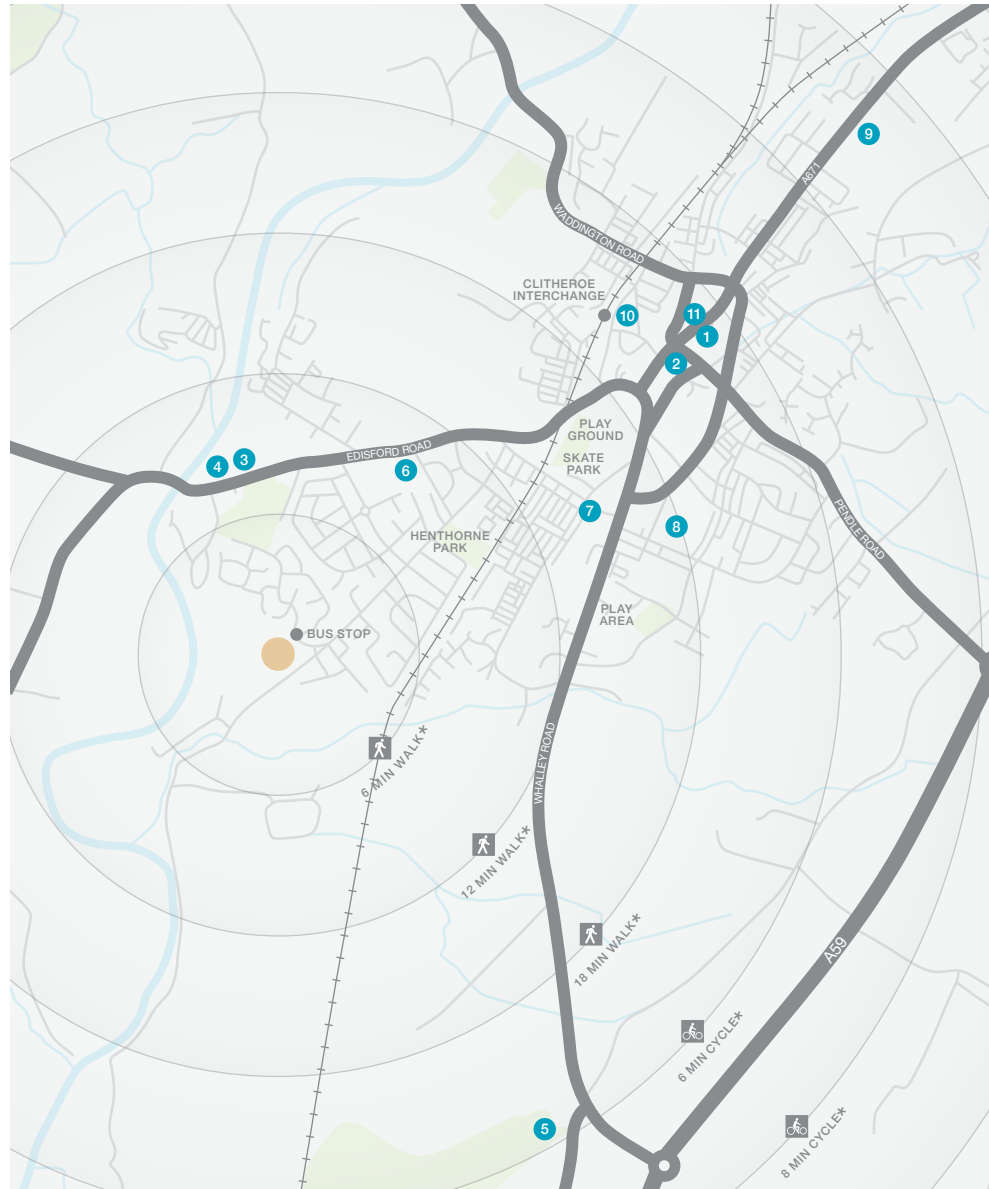 9
A671
WADDINGTON ROAD
CLITHEROE
INTERCHANGE
10
11
1
2
PLAY
GROUND
SKATE
PARK
EDISFORD ROAD
4
3
6
7
8
PENDLE ROAD
HENTHORNE
PARK
PLAY
AREA
BUS STOP
WHALLEY ROAD
6 MIN WALK*
12 MIN WALK*
18 MIN WALK*
A59
6 MIN CYCLE*
8 MIN CYCLE*
5